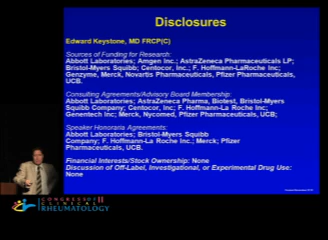 Disclosures
Edward Keystone, MD FRCP(C)
Sources of Funding for Research:
Abbott Laboratories; Amgen Inc.; AstraZeneca Pharmaceuticals LP;
Bristol-Myers Squibb; Centocor, Inc.; F. Hoffmann-LaRoche Inc;
Genzyme, Merck, Novartis Pharmaceuticals, Pfizer Pharmaceuticals,
UCB.
Consulting Agreements/Advisory Board Membership:
Abbott Laboratories; AstraZeneca Pharma, Biotest, Bristol-Myers
Squibb Company; Centocor, Inc; F. Hoffmann-La Roche Inc;
Genentech Inc; Merck, Nycomed, Pfizer Pharmaceuticals, UCB;
Speaker Honoraria Agreements:
Abbott Laboratories; Bristol-Myers Squibb
Company; F. Hoffmann-La Roche Inc.; Merck; Pfizer
Pharmaceuticals, UCB.
Financial Interests/Stock Ownership: None
Discussion of Off-Label, Investigational, or Experimental Drug Use:
None
CONGRESS OF
CLINICAL
RHEUMATOLOGY